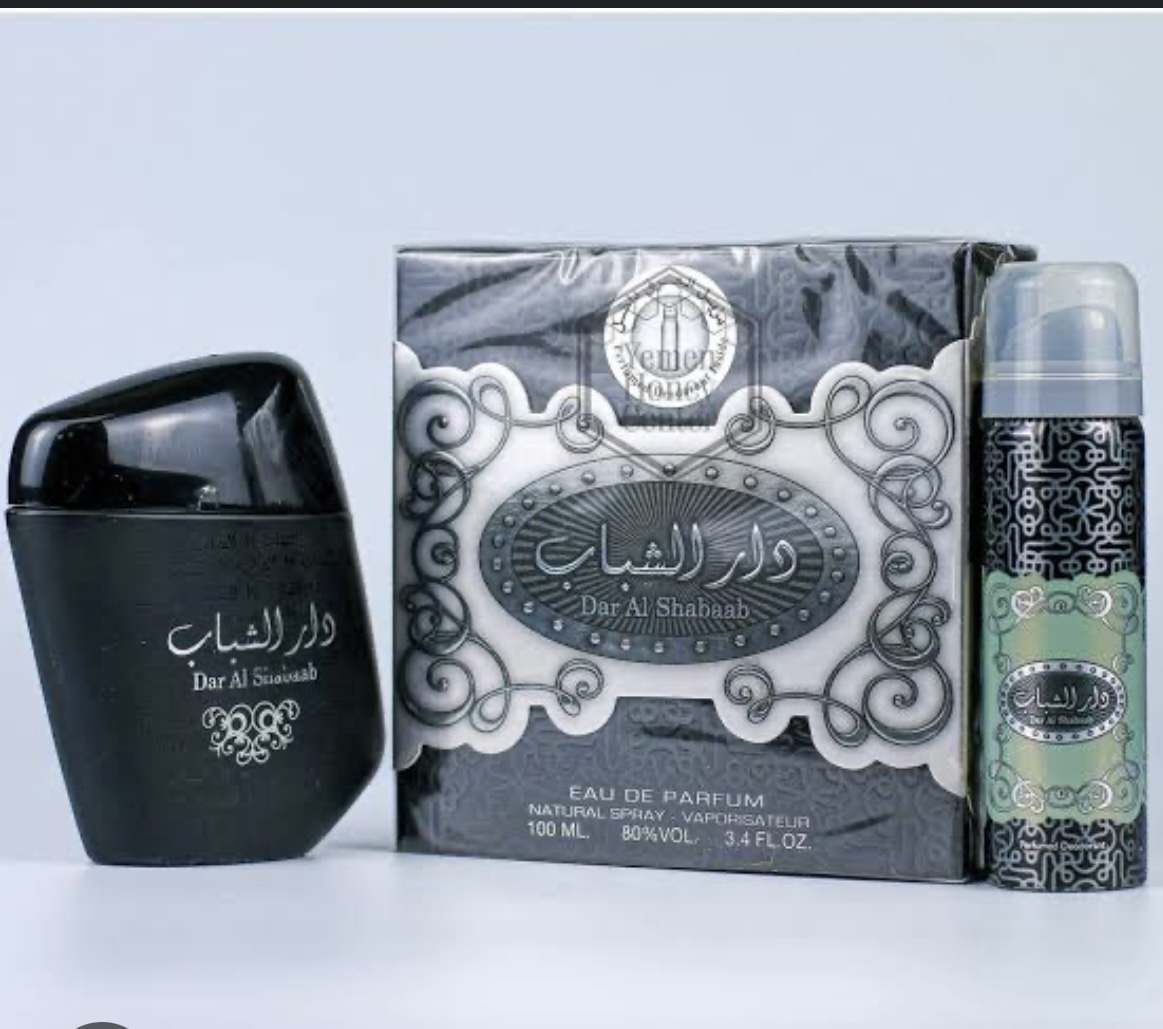 دار الشباب
Dar Al Shabaab
Yemen
Center
دار الشباب
Dar Al Shabaab
EAU DE PARFUM
NATURAL SPRAY - VAPORISATEUR
100 ML. 80%VOL. 3.4 FL.OZ.
دار الشباب
Dar Al Shabaab
Perfumed Deodorant